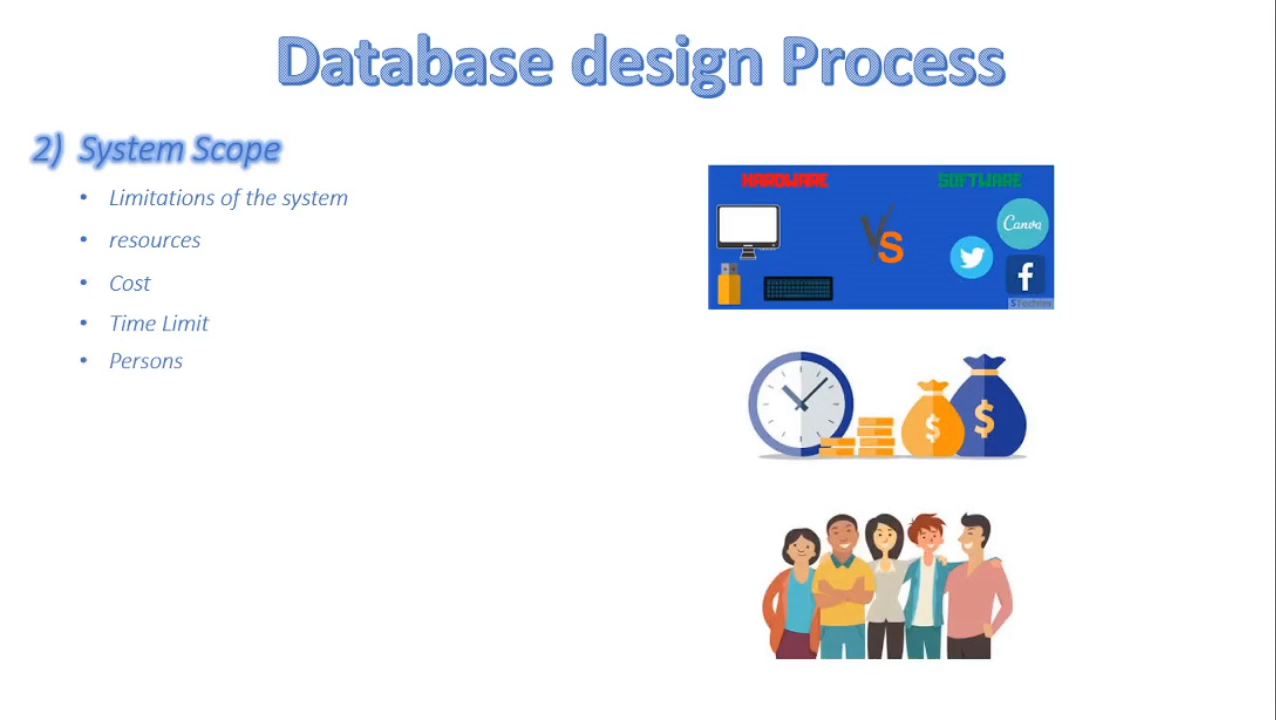 Database design Process
2) System Scope
• Limitations of the system
• resources
• Cost
• Time Limit
• Persons
HARDWARE
SOFTWARE
VS
Canva
f
$
$